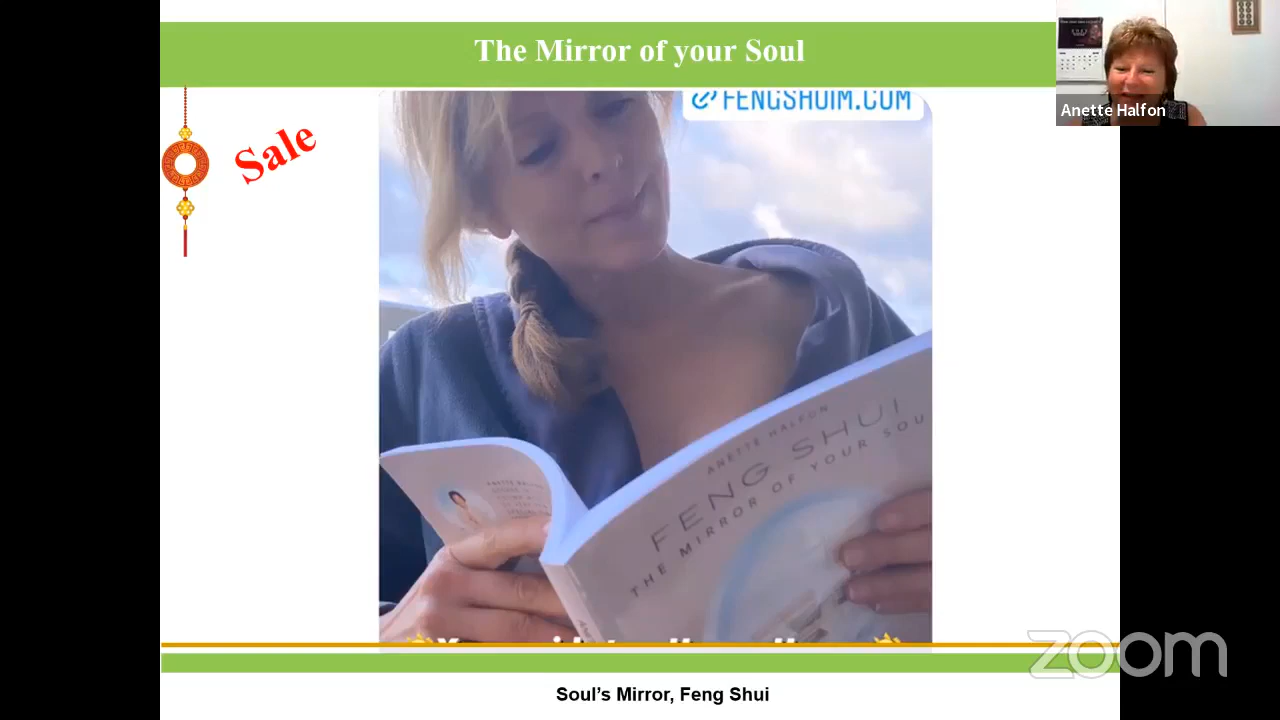 The Mirror of your Soul
FENGSHUIM.COM
Anette Halfon
Sale
ANETTE HALFON
FENG SHUI
THE MIRROR OF YOUR SOU
zoom
Soul's Mirror, Feng Shui